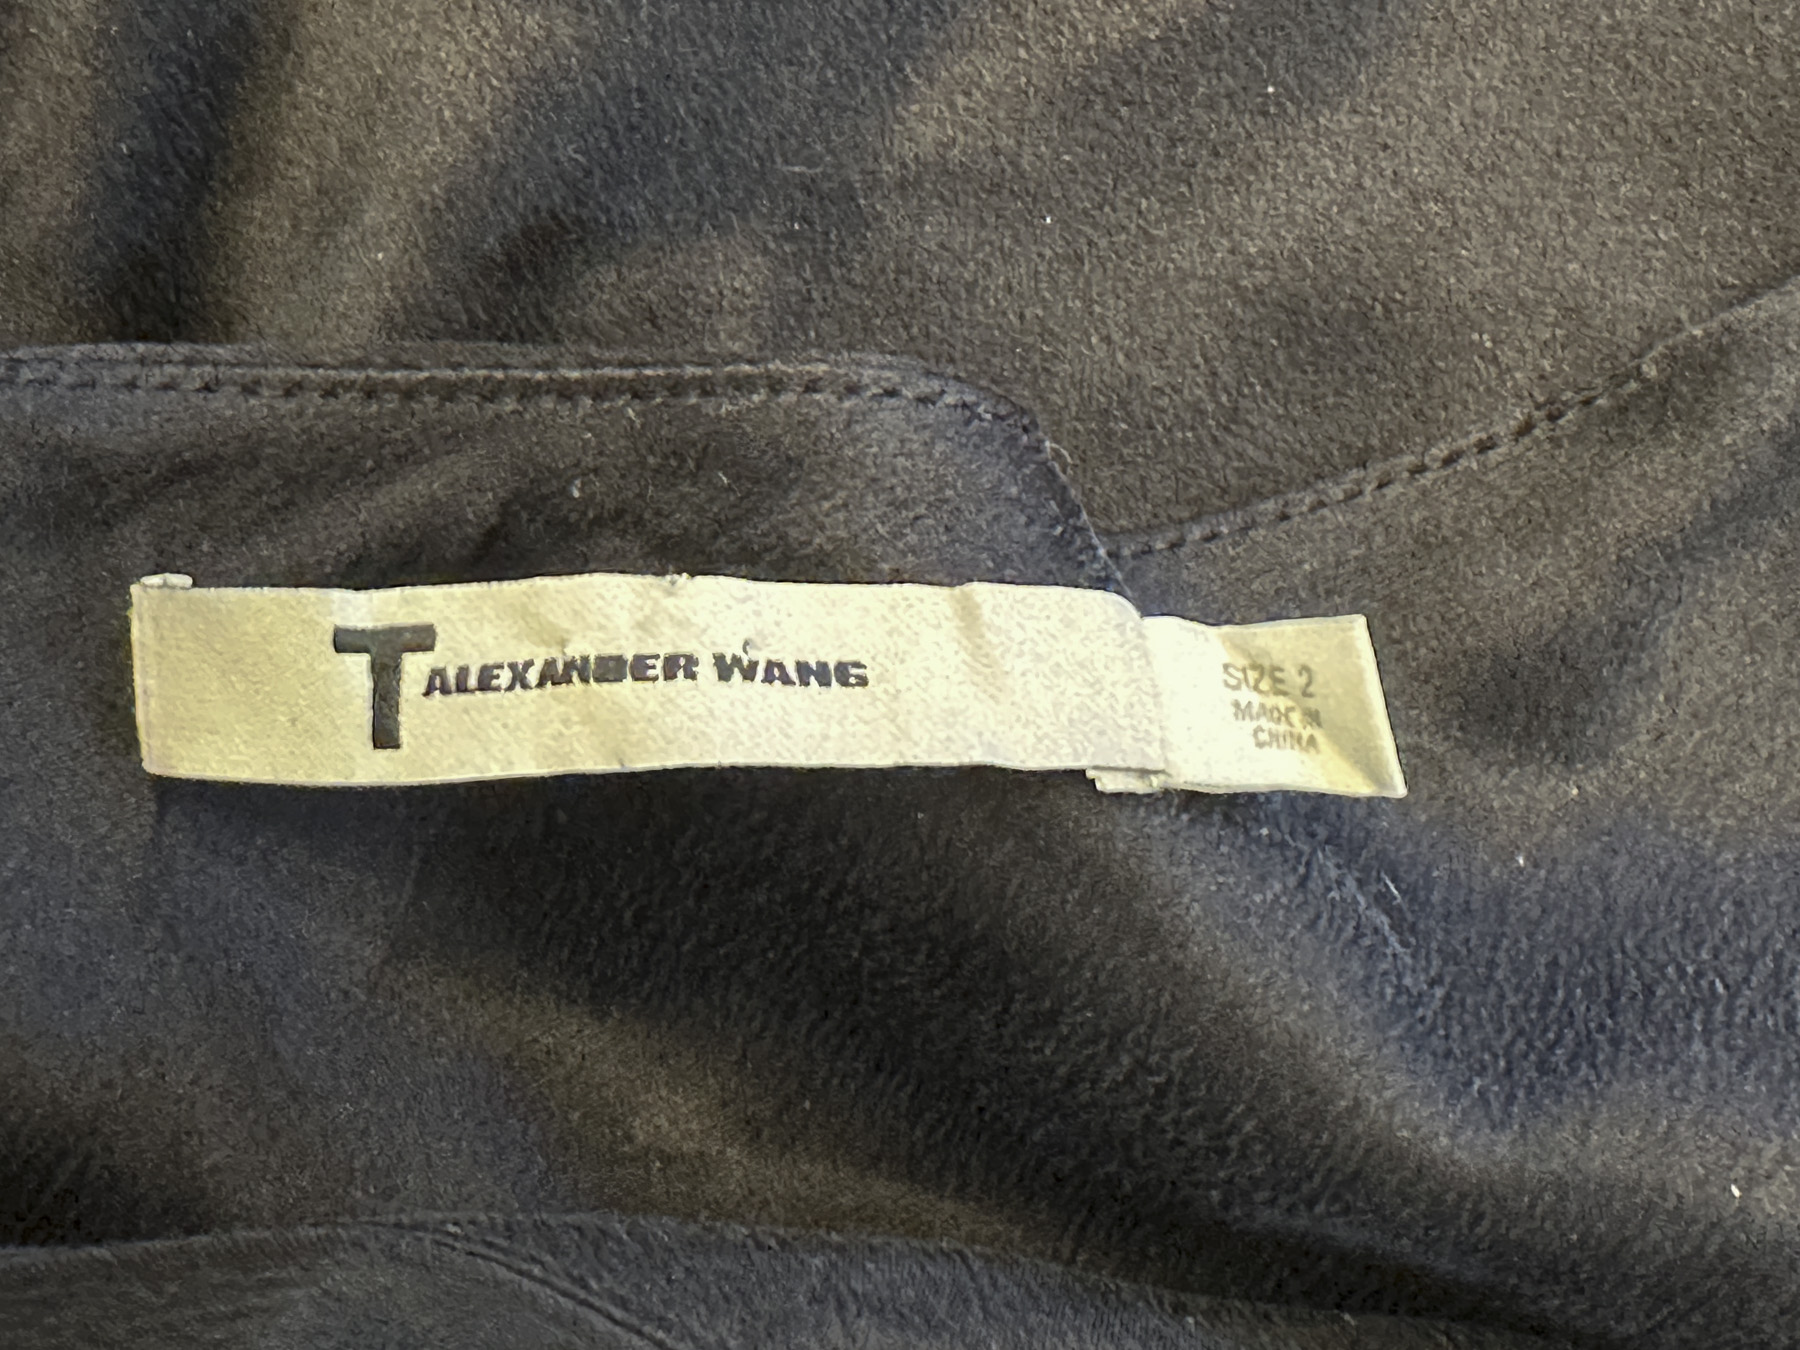 T ALEXANDER WANG
SIZE 2
MADE IN
CHINA